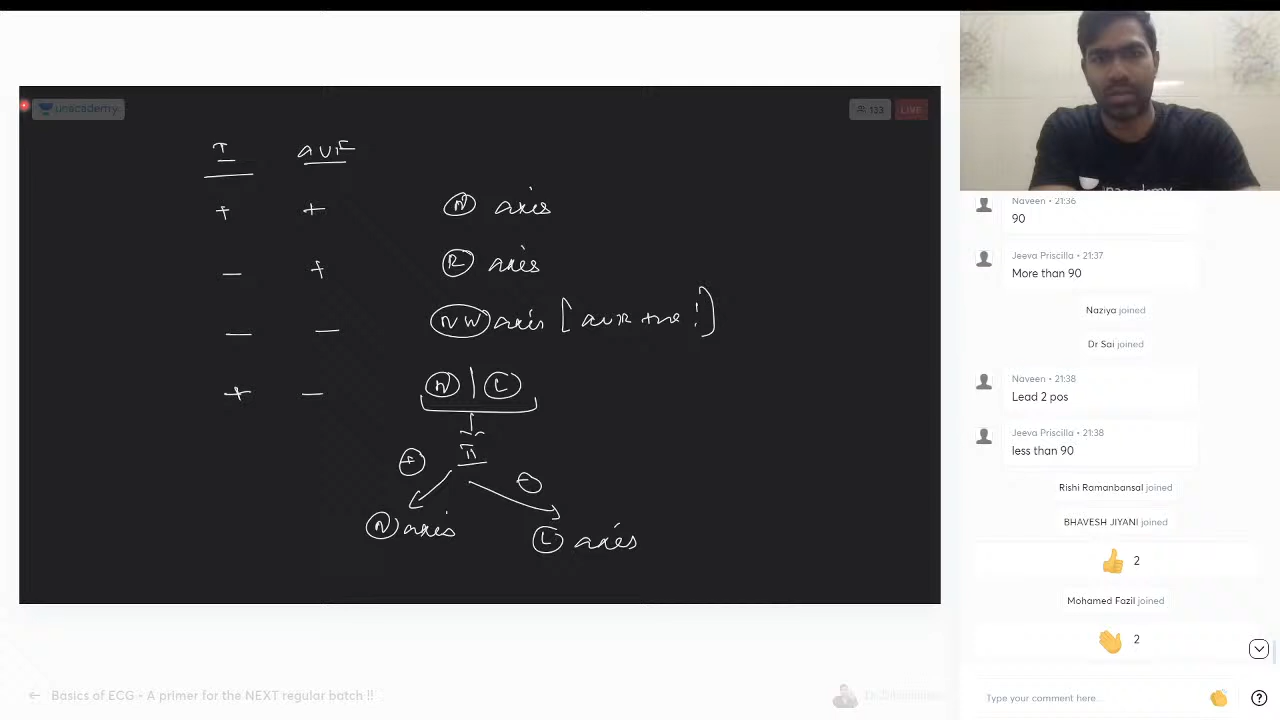 unacademy
133
LIVE
I aVF
+ + N axis
− + R axis
− − NW axis [aVR +ve !]
+ − N | L
II
+ −
N axis
L axis
unacademy
Naveen • 21:36
90
Jeeva Priscilla • 21:37
More than 90
Naziya joined
Dr Sai joined
Naveen • 21:38
Lead 2 pos
Jeeva Priscilla • 21:38
less than 90
Rishi Ramanbansal joined
BHAVESH JIYANI joined
2
Mohamed Fazil joined
2
← Basics of ECG - A primer for the NEXT regular batch !!
Type your comment here...